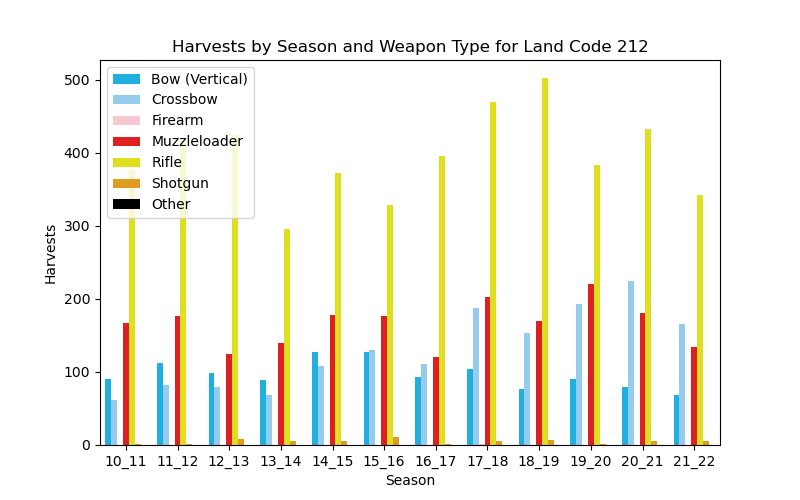 Harvests by Season and Weapon Type for Land Code 212
500
400
300
200
100
0
Harvests
Bow (Vertical)
Crossbow
Firearm
Muzzleloader
Rifle
Shotgun
Other
10_11 11_12 12_13 13_14 14_15 15_16 16_17 17_18 18_19 19_20 20_21 21_22
Season